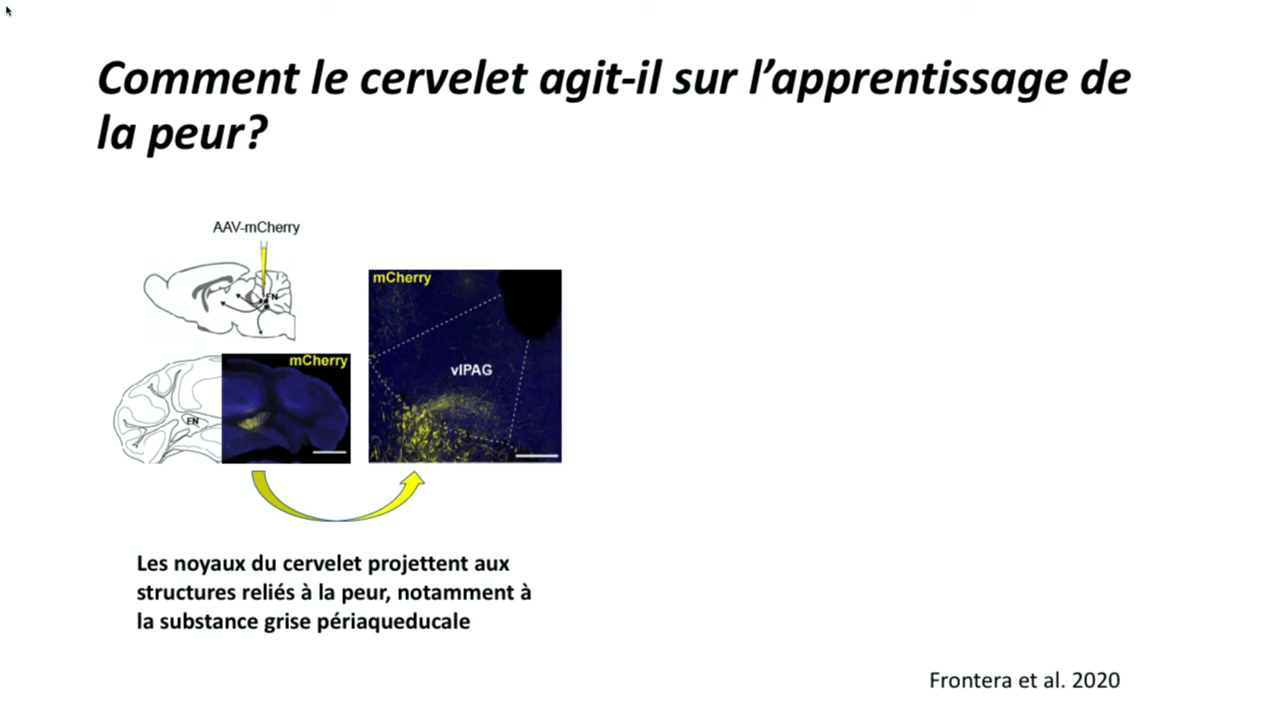 Comment le cervelet agit-il sur l’apprentissage de
la peur?
AAV-mCherry
FN
mCherry
FN
mCherry
vlPAG
Les noyaux du cervelet projettent aux
structures reliés à la peur, notamment à
la substance grise périaqueducale
Frontera et al. 2020